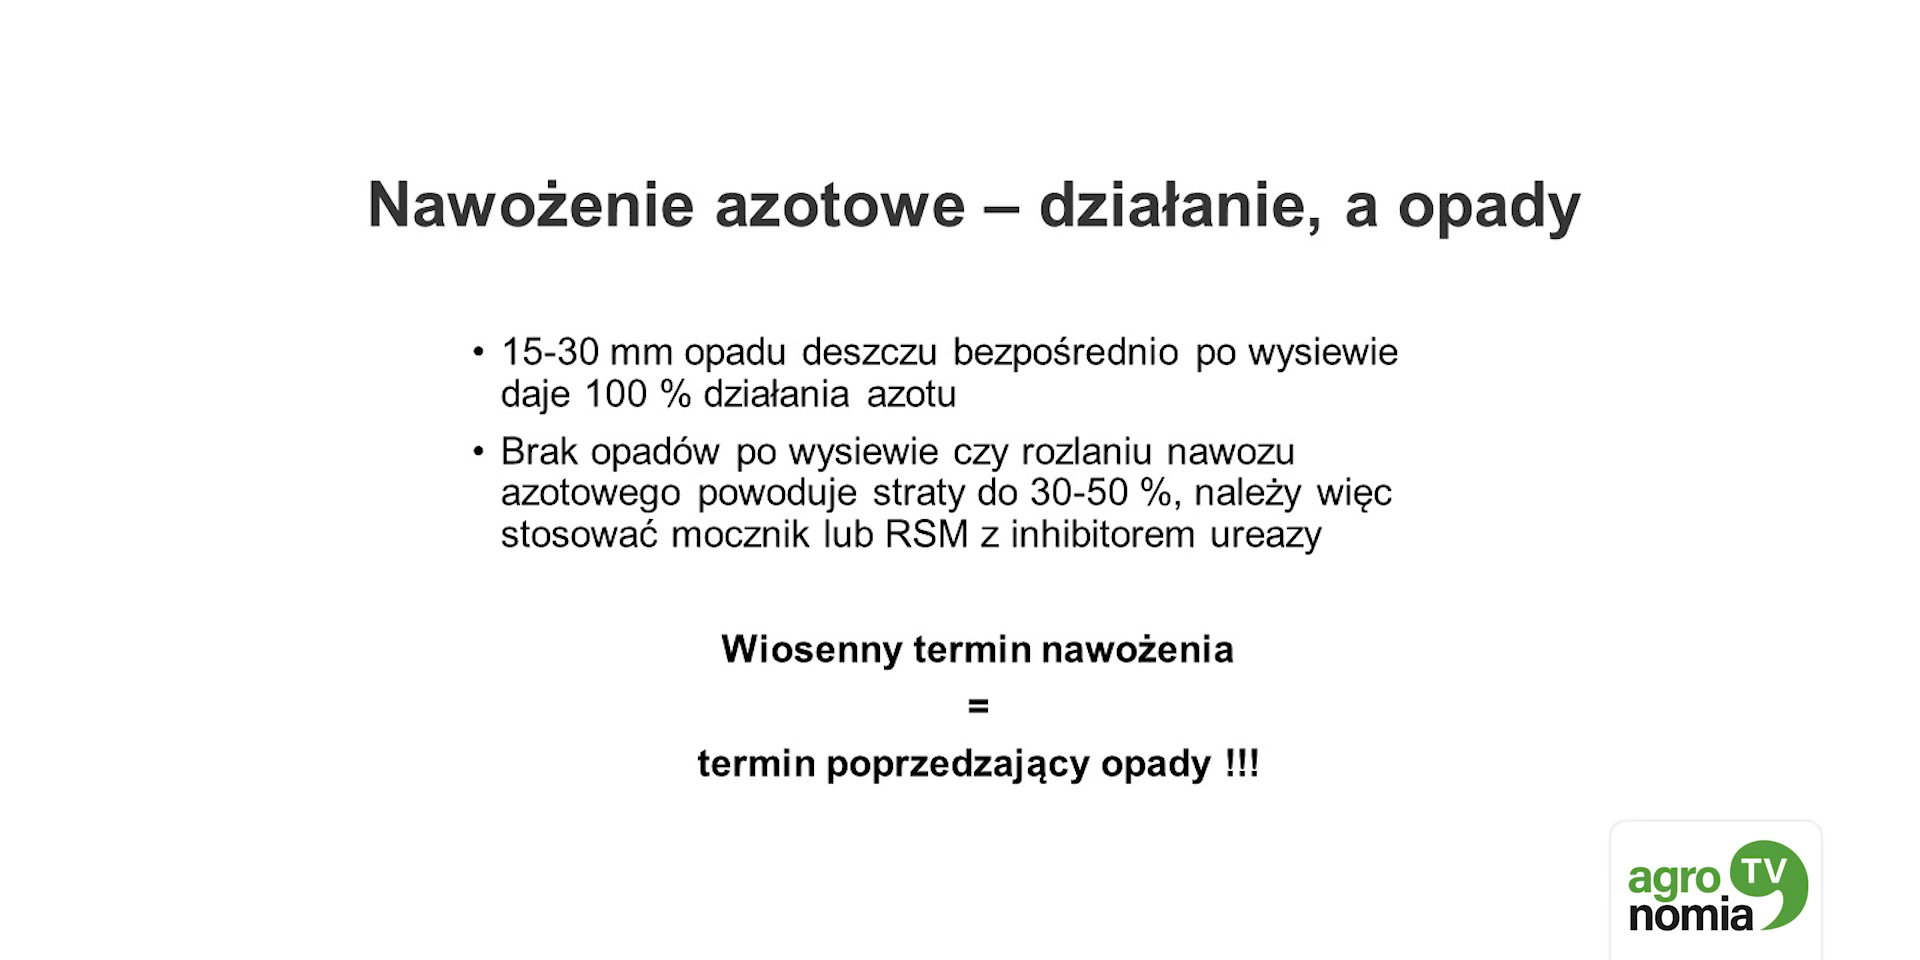 Nawożenie azotowe – działanie, a opady
• 15-30 mm opadu deszczu bezpośrednio po wysiewie
daje 100 % działania azotu
• Brak opadów po wysiewie czy rozlaniu nawozu
azotowego powoduje straty do 30-50 %, należy więc
stosować mocznik lub RSM z inhibitorem ureazy
Wiosenny termin nawożenia
=
termin poprzedzający opady !!!
agro TV
nomia